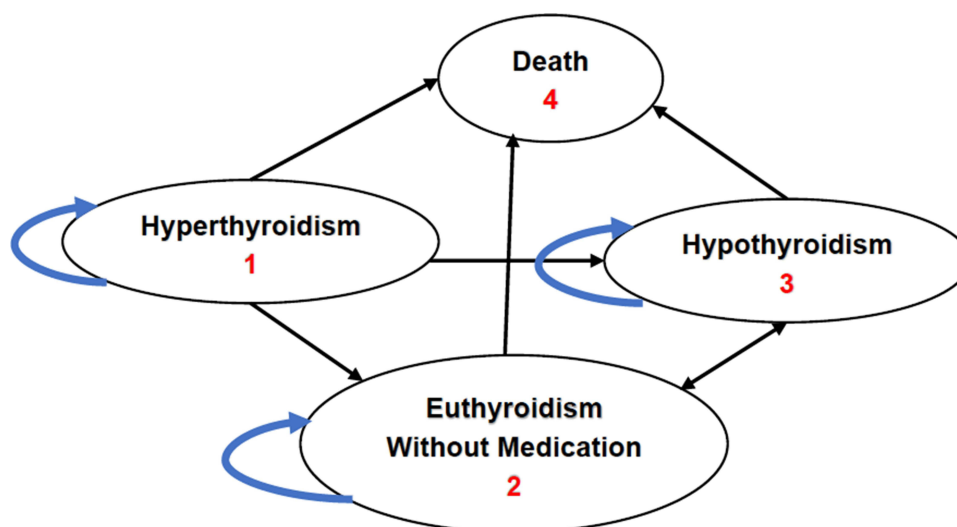 Death
4
Hyperthyroidism
1
Hypothyroidism
3
Euthyroidism
Without Medication
2